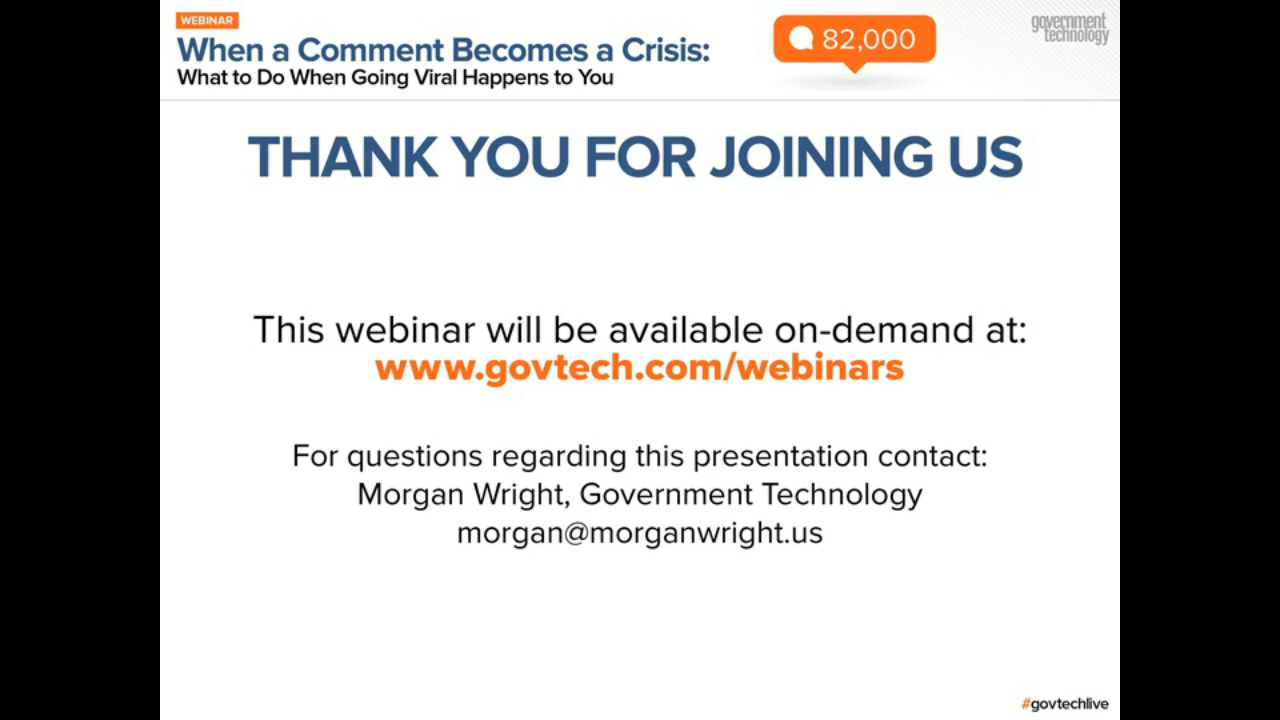 WEBINAR
When a Comment Becomes a Crisis:
What to Do When Going Viral Happens to You
82,000
government
technology
THANK YOU FOR JOINING US
This webinar will be available on-demand at:
www.govtech.com/webinars
For questions regarding this presentation contact:
Morgan Wright, Government Technology
morgan@morganwright.us
#govtechlive